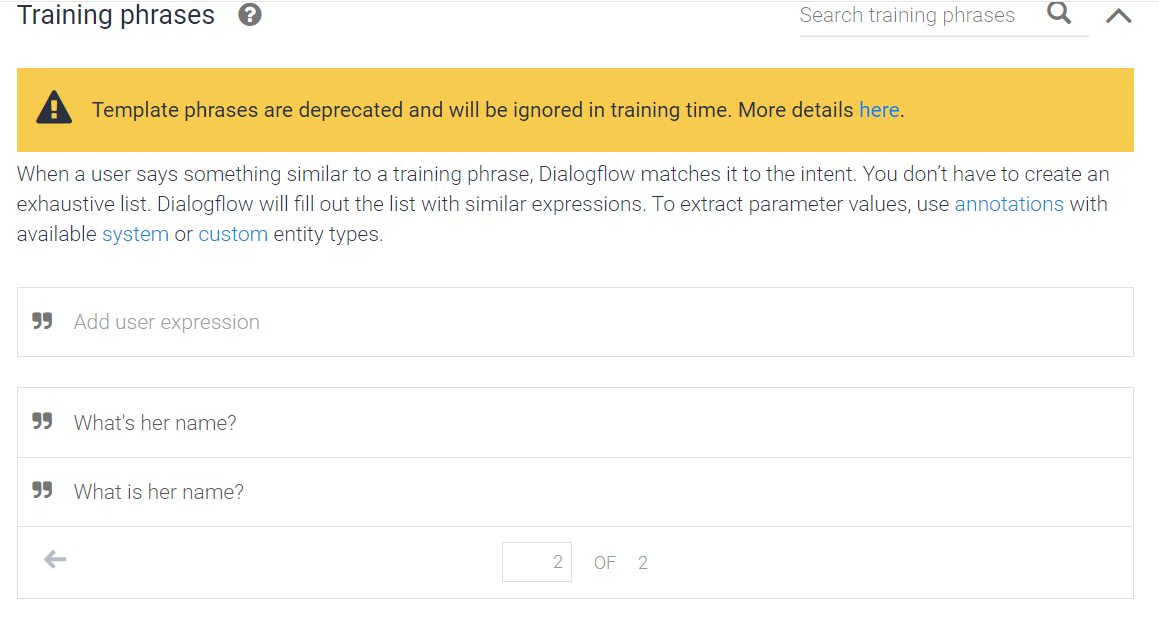 Training phrases ?
Search training phrases
Template phrases are deprecated and will be ignored in training time. More details here.
When a user says something similar to a training phrase, Dialogflow matches it to the intent. You don’t have to create an
exhaustive list. Dialogflow will fill out the list with similar expressions. To extract parameter values, use annotations with
available system or custom entity types.
Add user expression
What's her name?
What is her name?
2 OF 2